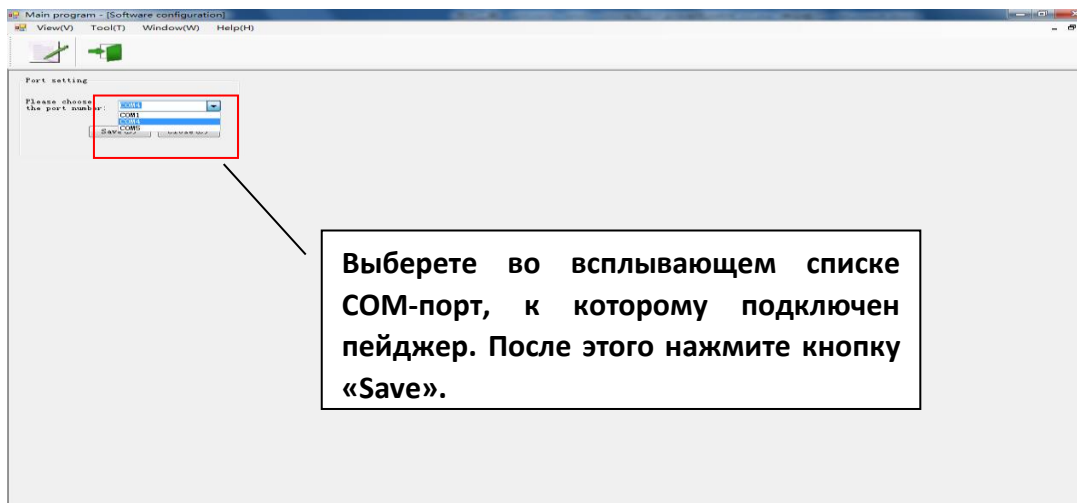 Main program - [Software configuration]
View(V) Tool(T) Window(W) Help(H)
Port setting
Please choose
the port number:
COM4
COM1
COM4
COM5
Выберете во всплывающем списке
COM-порт, к которому подключен
пейджер. После этого нажмите кнопку
«Save».